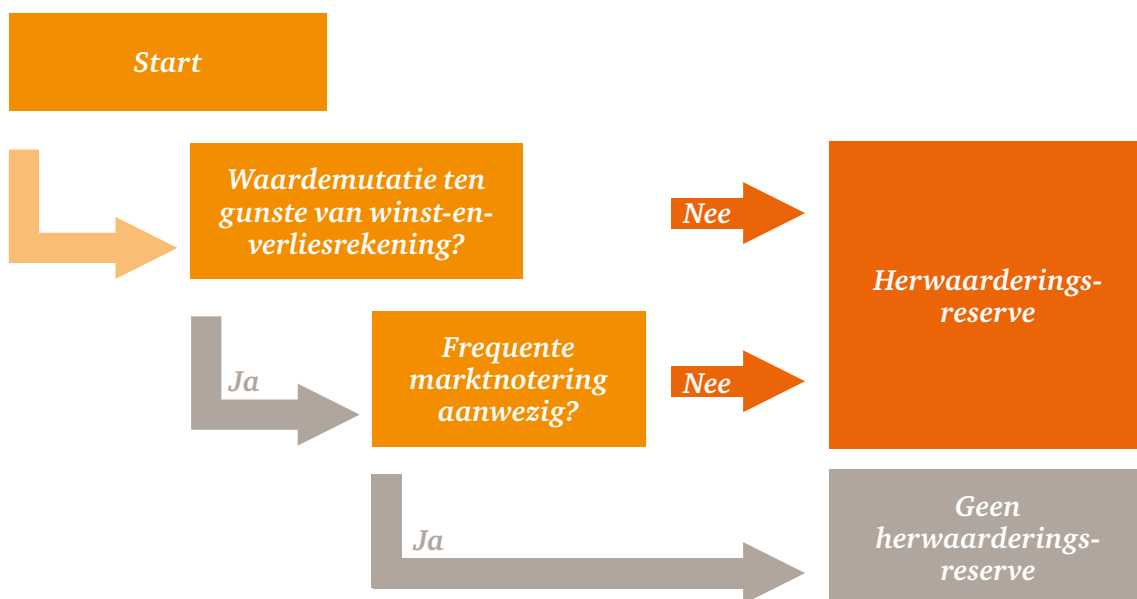 Start
Waardemutatie ten
gunste van winst-en-
verliesrekening?
Nee
Herwaarderings-
reserve
Ja
Frequente
marktnotering
aanwezig?
Nee
Ja
Geen
herwaarderings-
reserve